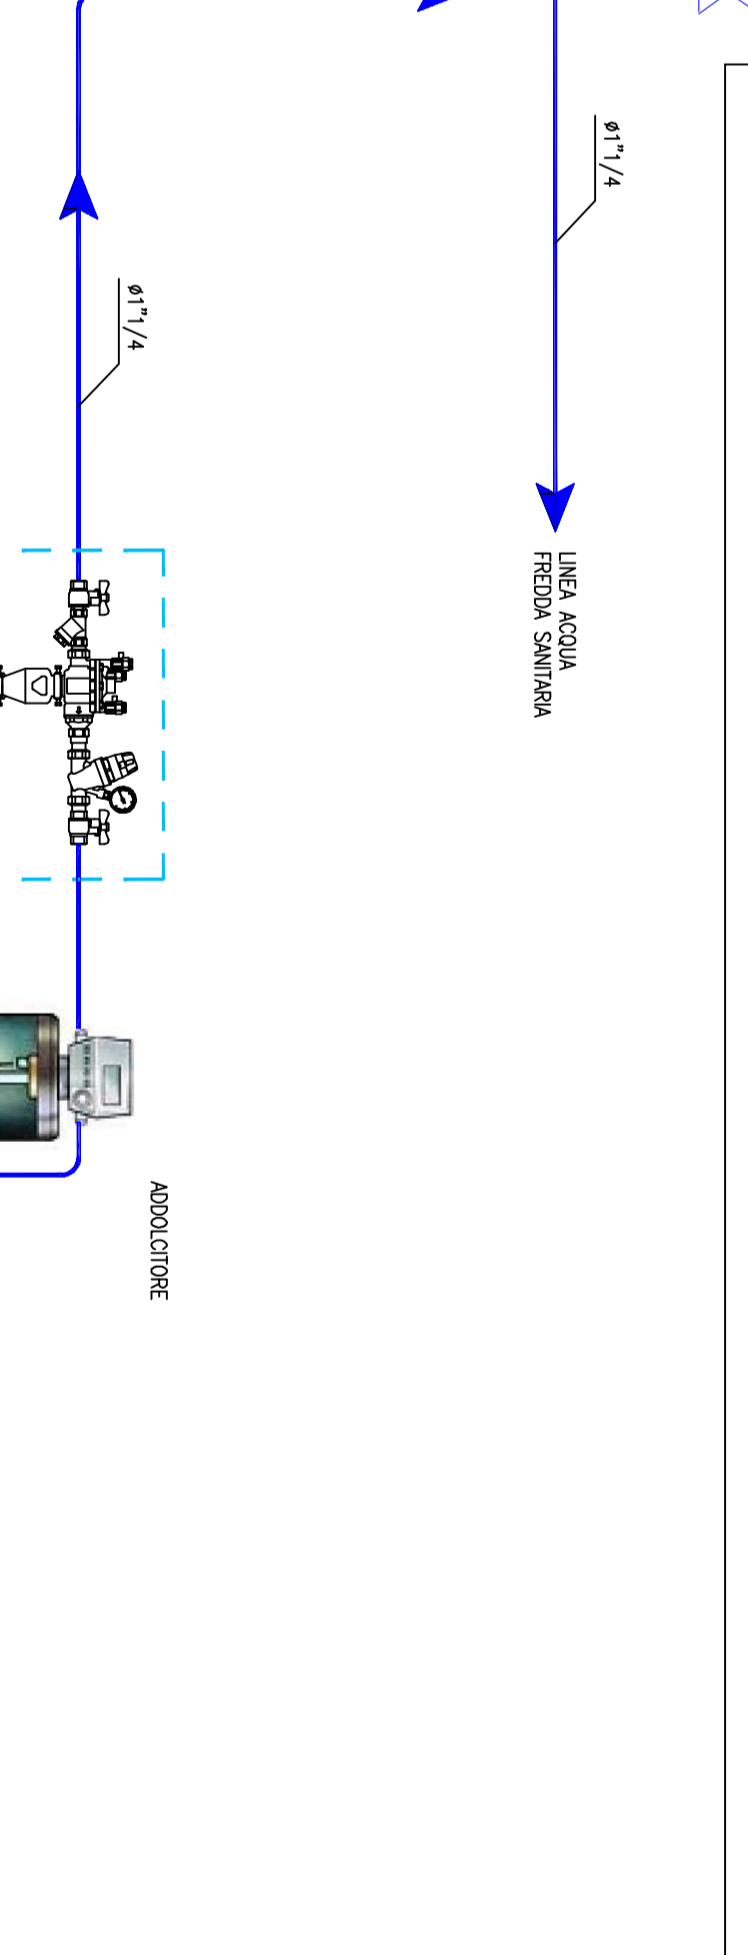 ø1"1/4
ø1"1/4
LINEA ACQUA
FREDDA SANITARIA
ADDOLCITORE